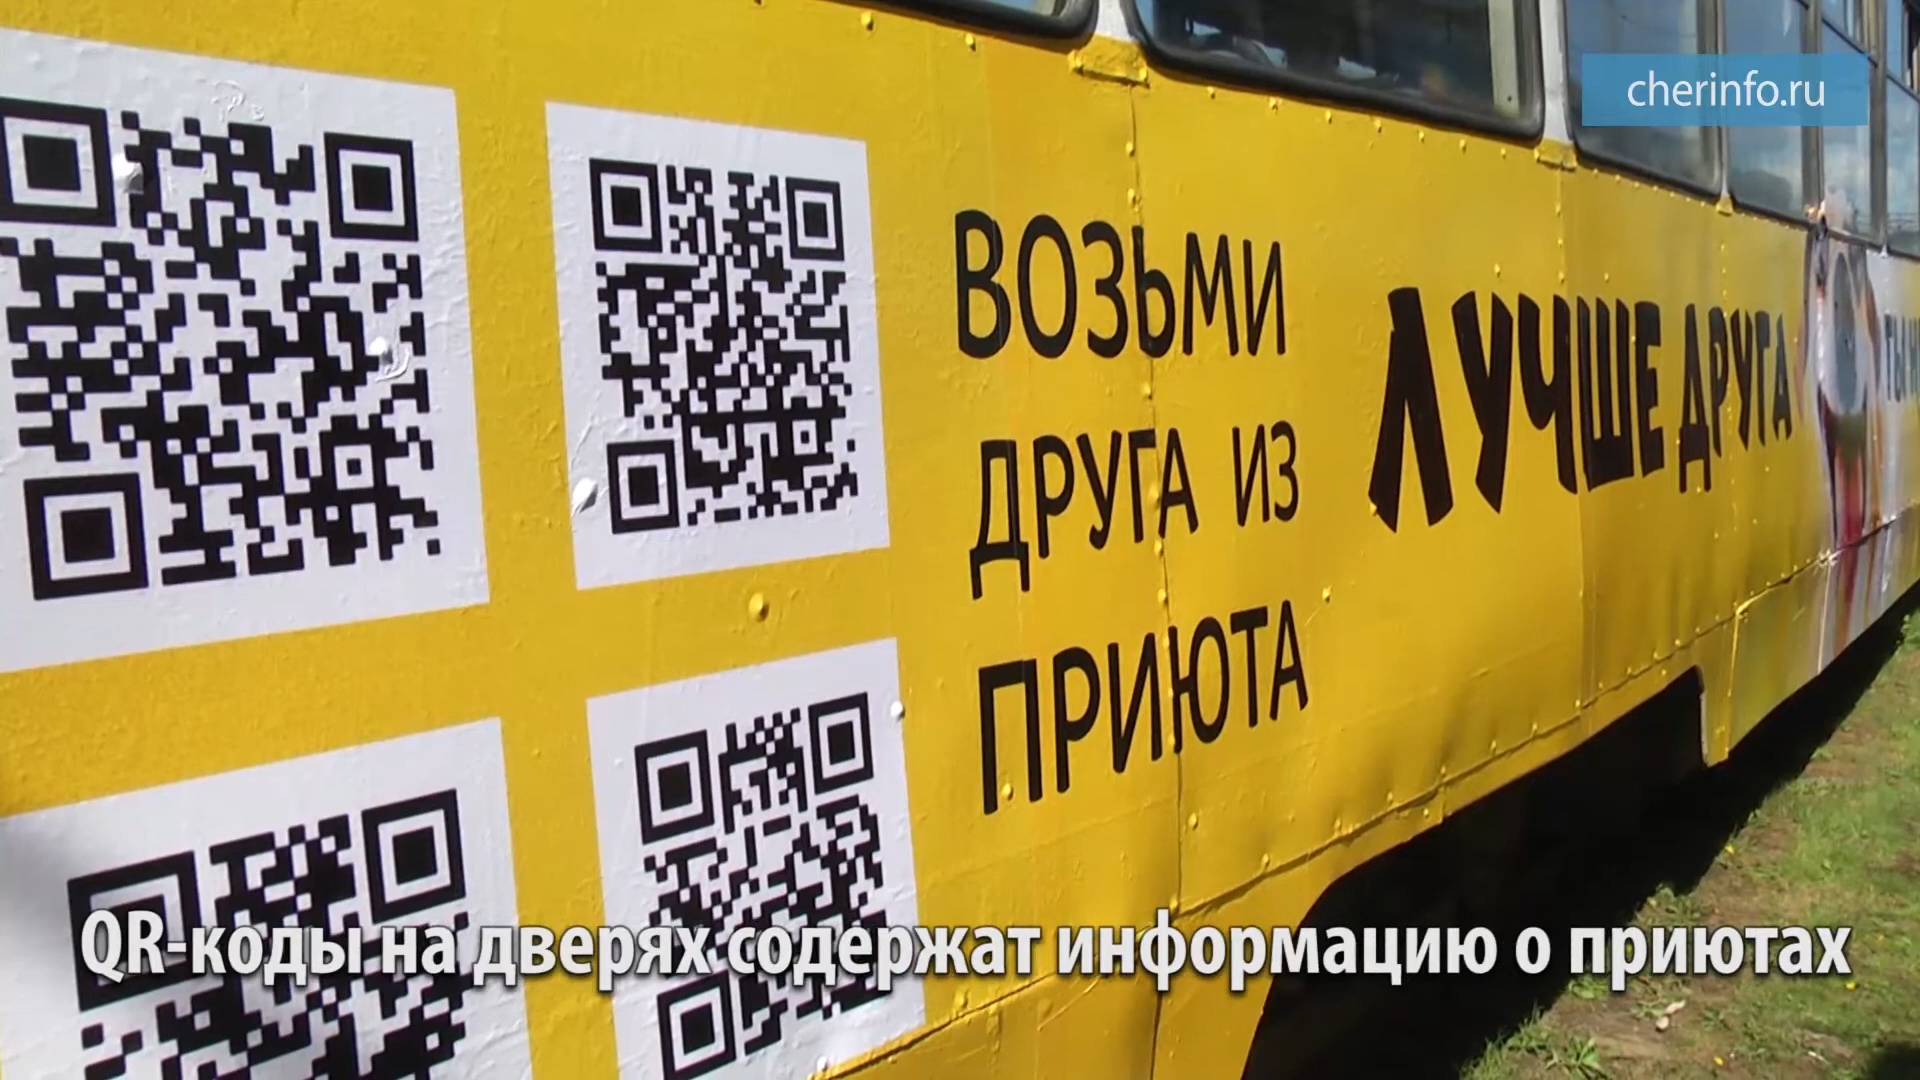 cherinfo.ru
ВОЗЬМИ
ДРУГА ИЗ
ПРИЮТА
ЛУЧШЕ ДРУГА
QR-коды на дверях содержат информацию о приютах